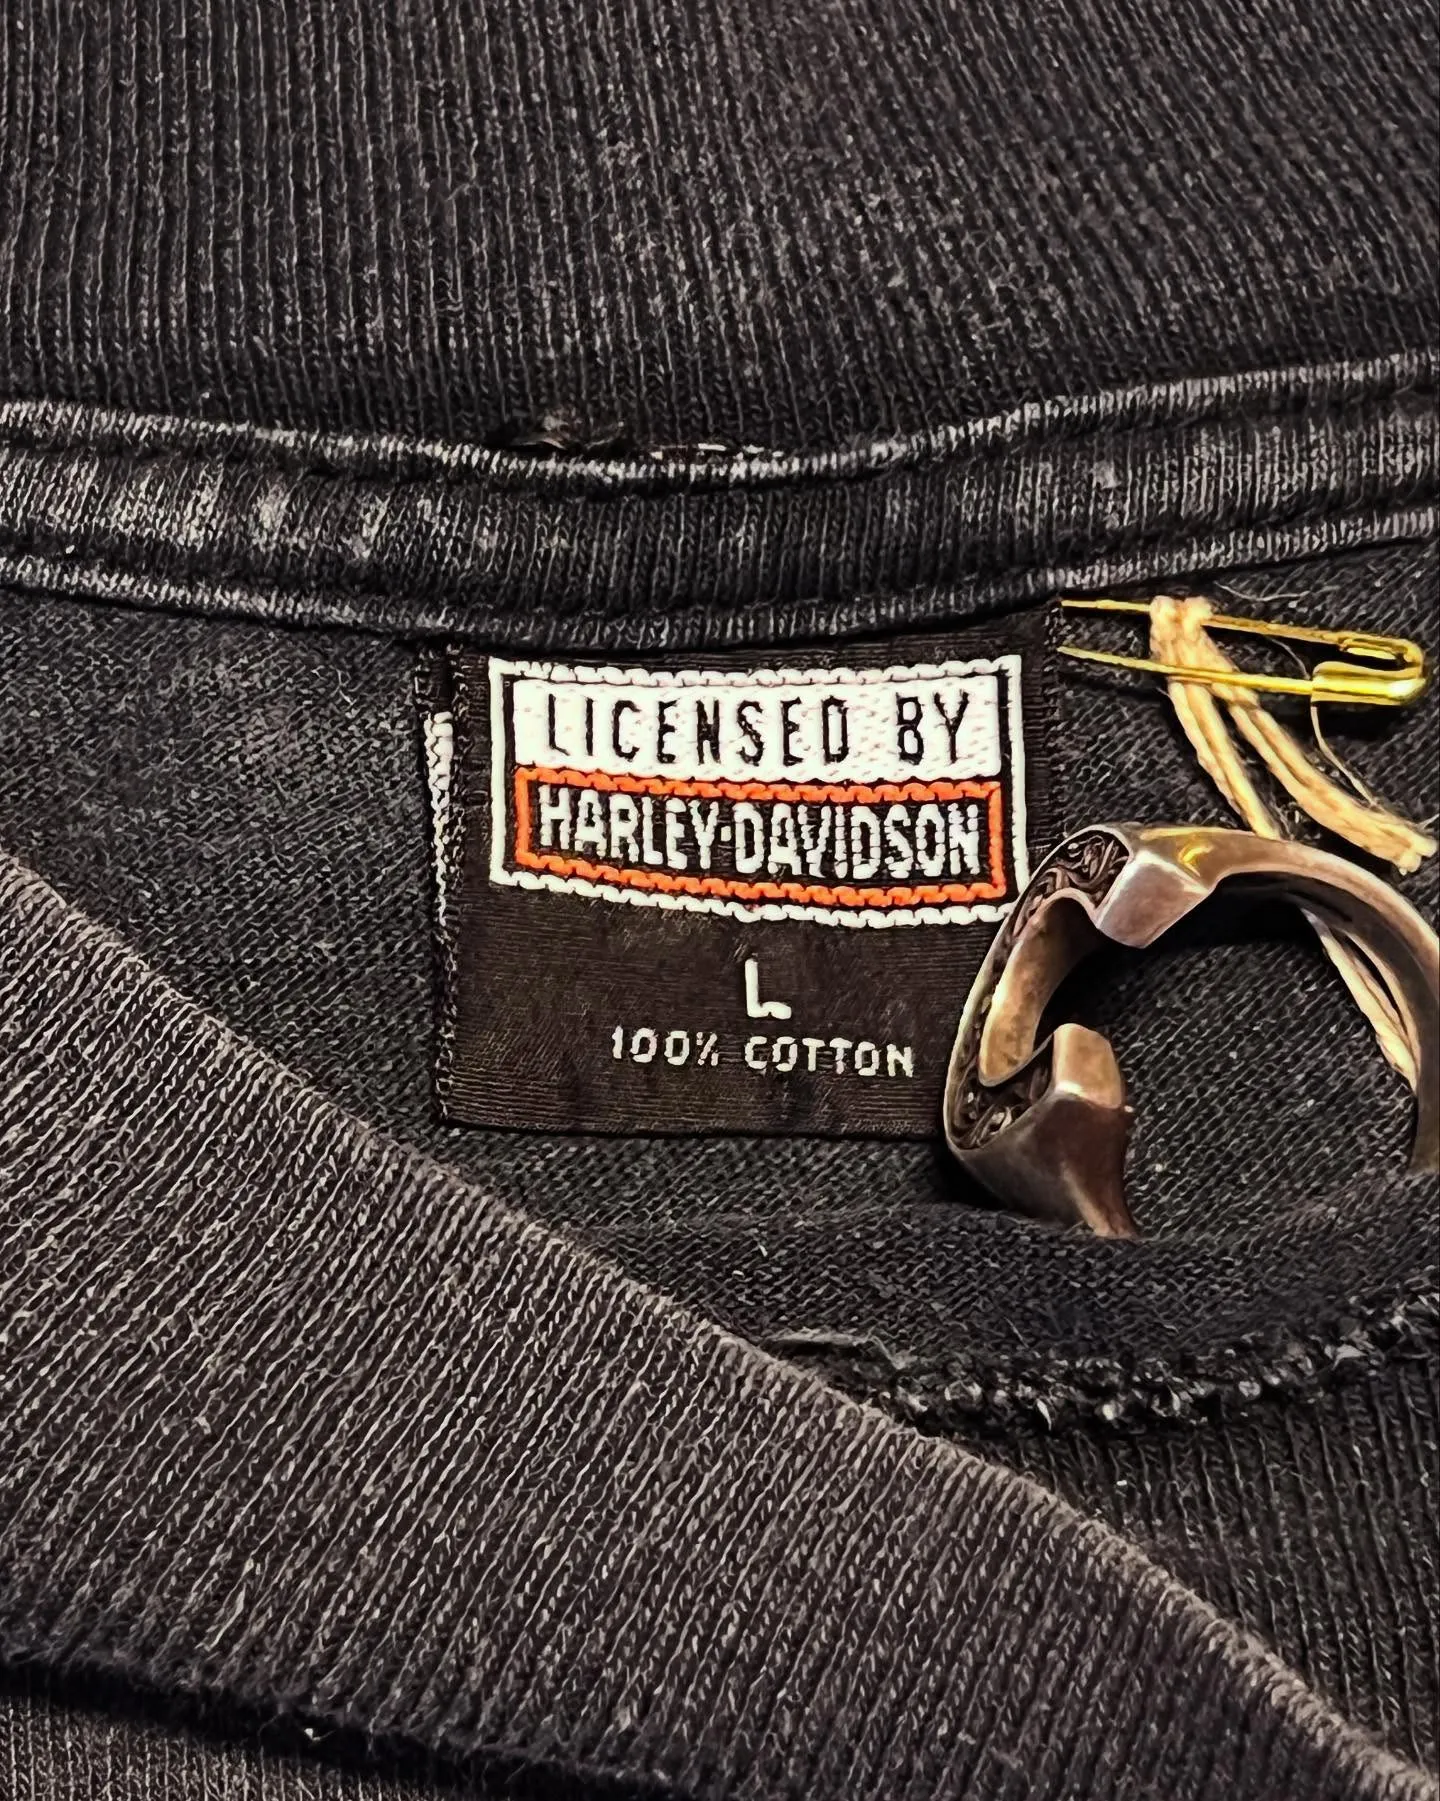 LICENSED BY
HARLEY-DAVIDSON
L
100% COTTON